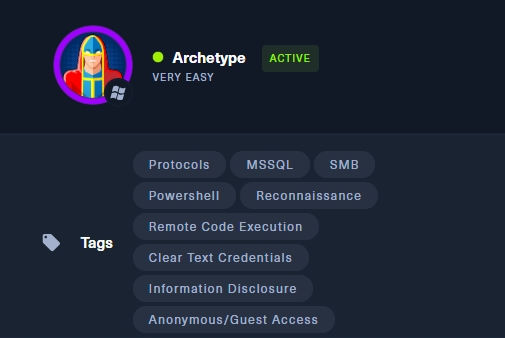 Archetype ACTIVE
VERY EASY
Protocols MSSQL SMB
Powershell Reconnaissance
Remote Code Execution
Tags Clear Text Credentials
Information Disclosure
Anonymous/Guest Access